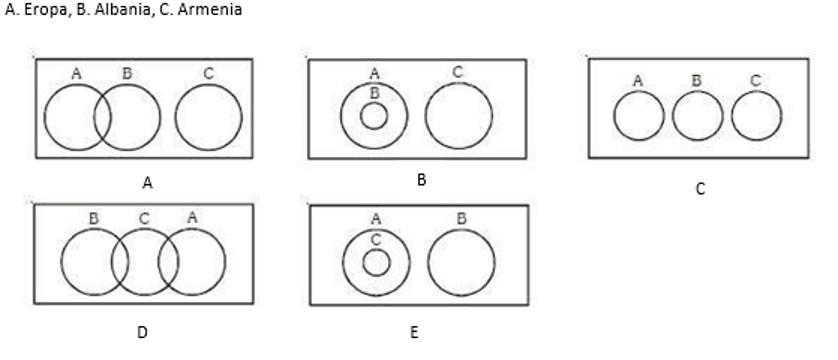 A. Eropa, B. Albania, C. Armenia
A B C
A C
B
A B C
A
B
C
B C A
A B
C
D
E